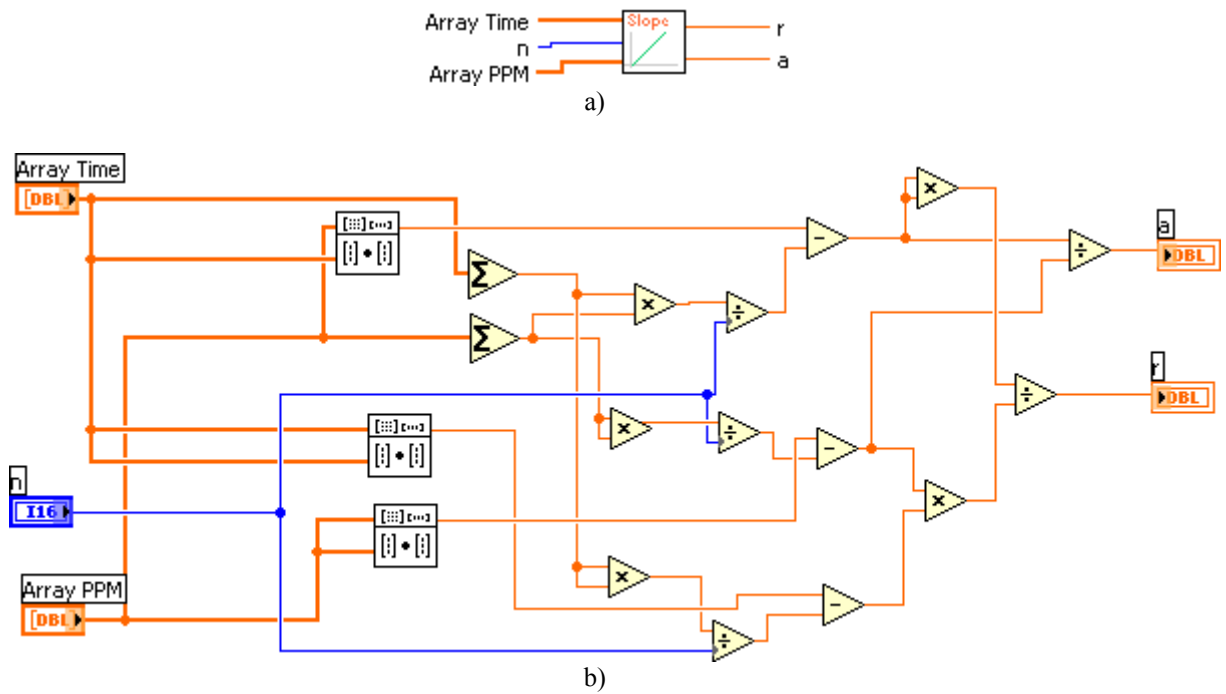 Array Time
n
Array PPM
Slope
r
a
a)
Array Time
[DBL]
n
I16
Array PPM
[DBL]
Σ
Σ
×
÷
×
÷
×
÷
−
−
−
×
×
÷
÷
a
DBL
r
DBL
b)